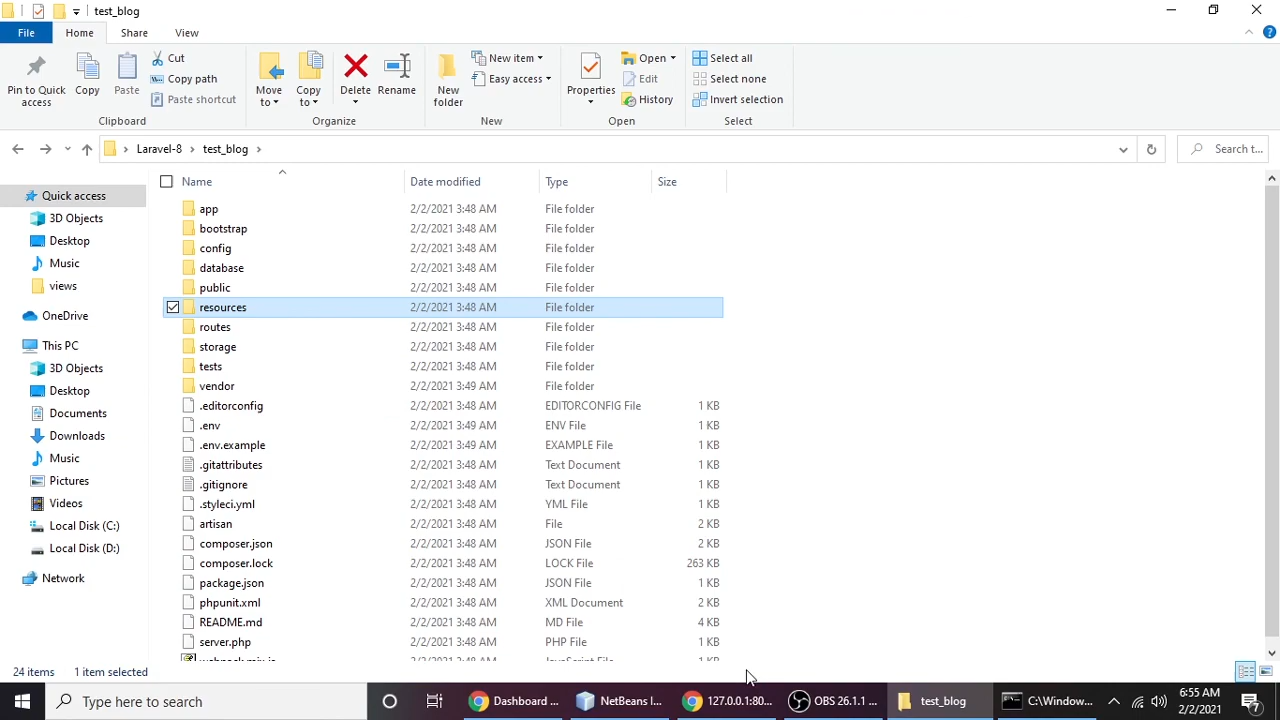 test_blog
File Home Share View
Pin to Quick access
Copy
Paste
Cut
Copy path
Paste shortcut
Clipboard
Move to
Copy to
Delete
Rename
Organize
New folder
New item
Easy access
New
Properties
Open
Edit
History
Open
Select all
Select none
Invert selection
Select
Laravel-8 test_blog
Search t...
Quick access
3D Objects
Desktop
Music
views
OneDrive
This PC
3D Objects
Desktop
Documents
Downloads
Music
Pictures
Videos
Local Disk (C:)
Local Disk (D:)
Network
Name Date modified Type Size
app 2/2/2021 3:48 AM File folder
bootstrap 2/2/2021 3:48 AM File folder
config 2/2/2021 3:48 AM File folder
database 2/2/2021 3:48 AM File folder
public 2/2/2021 3:48 AM File folder
resources 2/2/2021 3:48 AM File folder
routes 2/2/2021 3:48 AM File folder
storage 2/2/2021 3:48 AM File folder
tests 2/2/2021 3:48 AM File folder
vendor 2/2/2021 3:49 AM File folder
.editorconfig 2/2/2021 3:48 AM EDITORCONFIG File 1 KB
.env 2/2/2021 3:49 AM ENV File 1 KB
.env.example 2/2/2021 3:49 AM EXAMPLE File 1 KB
.gitattributes 2/2/2021 3:48 AM Text Document 1 KB
.gitignore 2/2/2021 3:48 AM Text Document 1 KB
.styleci.yml 2/2/2021 3:48 AM YML File 1 KB
artisan 2/2/2021 3:48 AM File 2 KB
composer.json 2/2/2021 3:48 AM JSON File 2 KB
composer.lock 2/2/2021 3:48 AM LOCK File 263 KB
package.json 2/2/2021 3:48 AM JSON File 1 KB
phpunit.xml 2/2/2021 3:48 AM XML Document 2 KB
README.md 2/2/2021 3:48 AM MD File 4 KB
server.php 2/2/2021 3:48 AM PHP File 1 KB
webpack.mix.js 2/2/2021 3:48 AM JavaScript File 1 KB
24 items 1 item selected
Type here to search
Dashboard ...
NetBeans I...
127.0.0.1:80...
OBS 26.1.1 ...
test_blog
C:\Window...
6:55 AM
2/2/2021
7